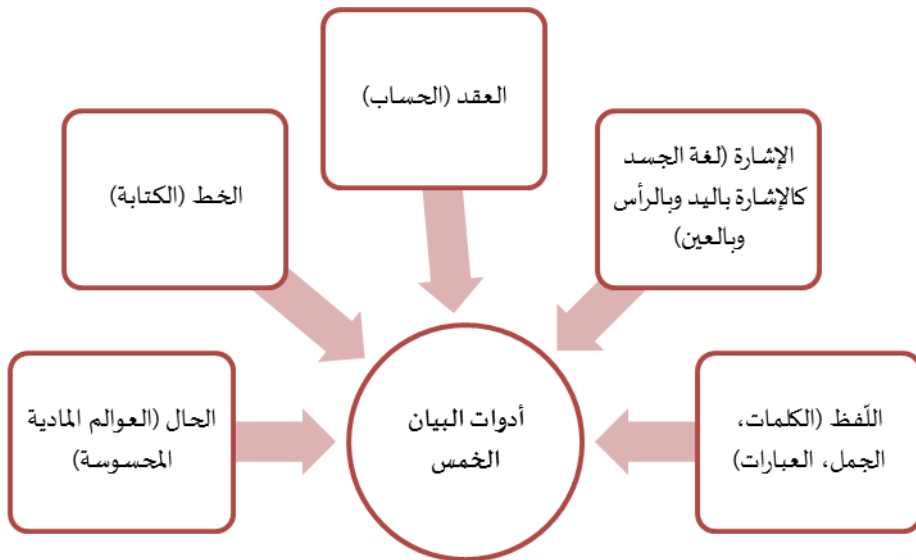 العقد (الحساب)
الإشارة (لغة الجسد
كالإشارة باليد وبالرأس
وبالعين)
الخط (الكتابة)
اللّفظ (الكلمات،
الجمل، العبارات)
أدوات البيان
الخمس
الحال (العوالم المادية
المحسوسة)